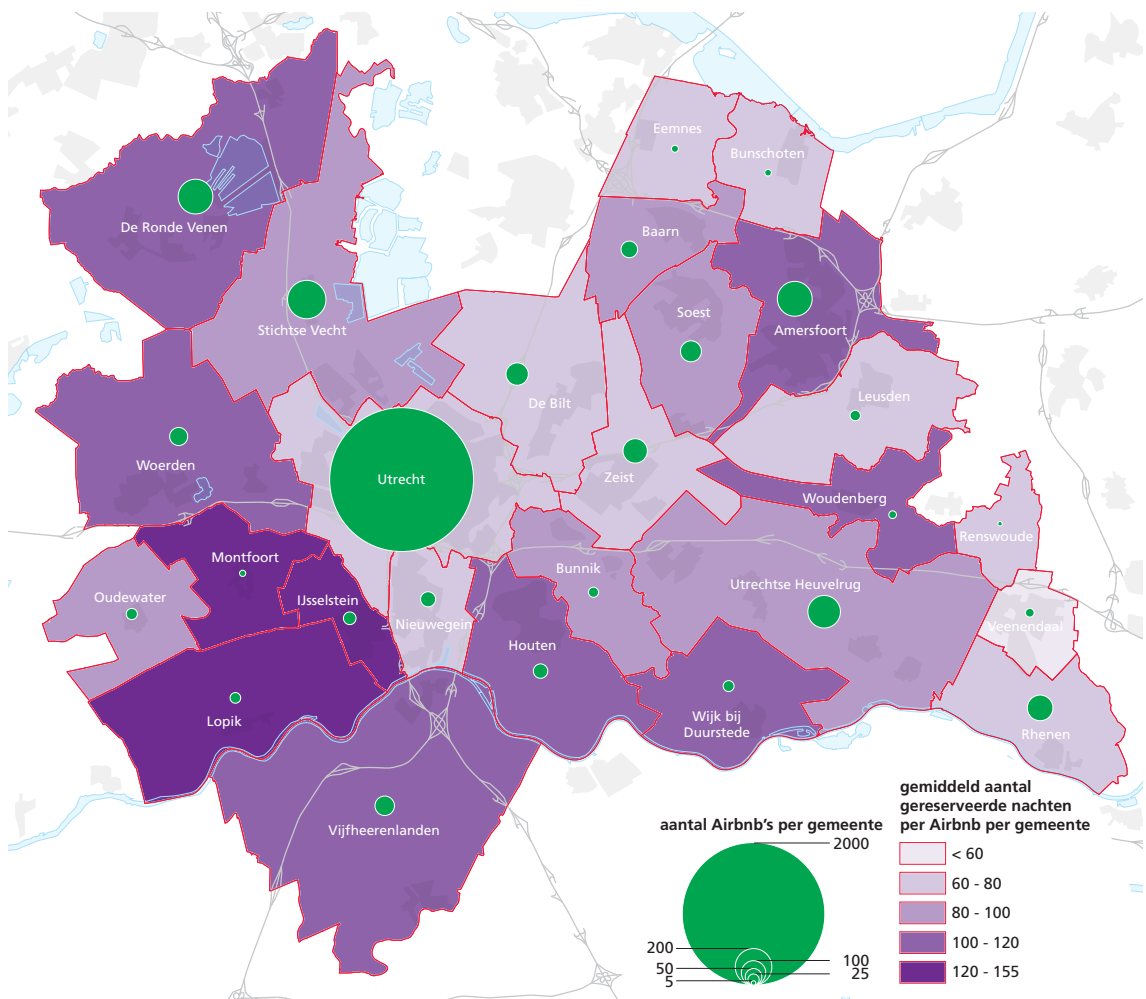 Eemnes
Bunschoten
De Ronde Venen
Baarn
Soest
Stichtse Vecht
Amersfoort
De Bilt
Leusden
Woerden
Utrecht
Zeist
Woudenberg
Renswoude
Montfoort
Bunnik
Utrechtse Heuvelrug
Oudewater
IJsselstein
Nieuwegein
Veenendaal
Houten
Lopik
Wijk bij
Duurstede
Rhenen
Vijfheerenlanden
aantal Airbnb's per gemeente
2000
200
100
50
25
5
gemiddeld aantal
gereserveerde nachten
per Airbnb per gemeente
< 60
60 - 80
80 - 100
100 - 120
120 - 155